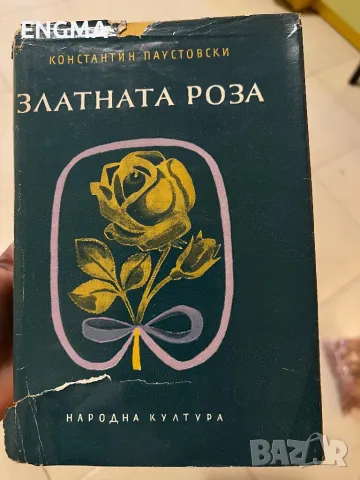 ENGMA
КОНСТАНТИН ПАУСТОВСКИ
ЗЛАТНАТА РОЗА
НАРОДНА КУЛТУРА
BAZAR